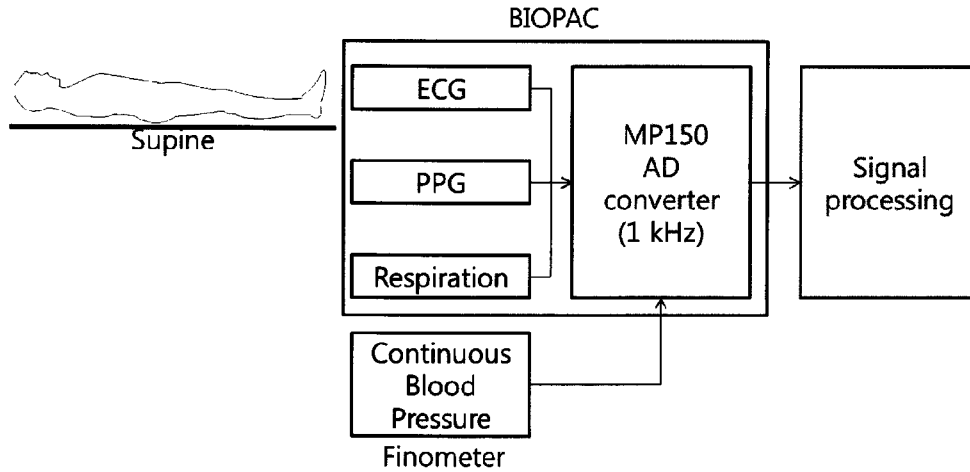 BIOPAC
Supine
ECG
PPG
Respiration
MP150
AD
converter
(1 kHz)
Signal
processing
Continuous
Blood
Pressure
Finometer